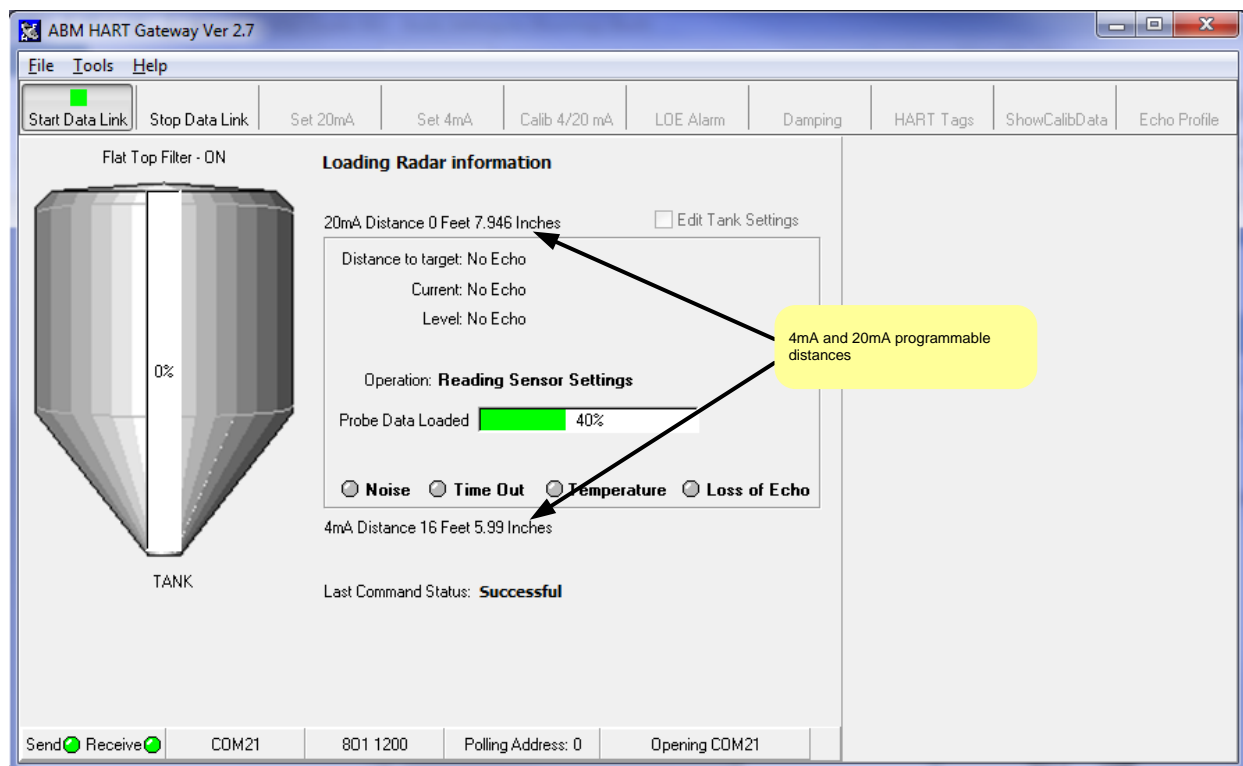 ABM HART Gateway Ver 2.7
File Tools Help
Start Data Link Stop Data Link Set 20mA Set 4mA Calib 4/20 mA LOE Alarm Damping HART Tags ShowCalibData Echo Profile
Flat Top Filter - ON
Loading Radar information
20mA Distance 0 Feet 7.946 Inches
Edit Tank Settings
Distance to target: No Echo
Current: No Echo
Level: No Echo
4mA and 20mA programmable
distances
0%
Operation: Reading Sensor Settings
Probe Data Loaded 40%
Noise Time Out Temperature Loss of Echo
4mA Distance 16 Feet 5.99 Inches
TANK
Last Command Status: Successful
Send Receive COM21 8O1 1200 Polling Address: 0 Opening COM21